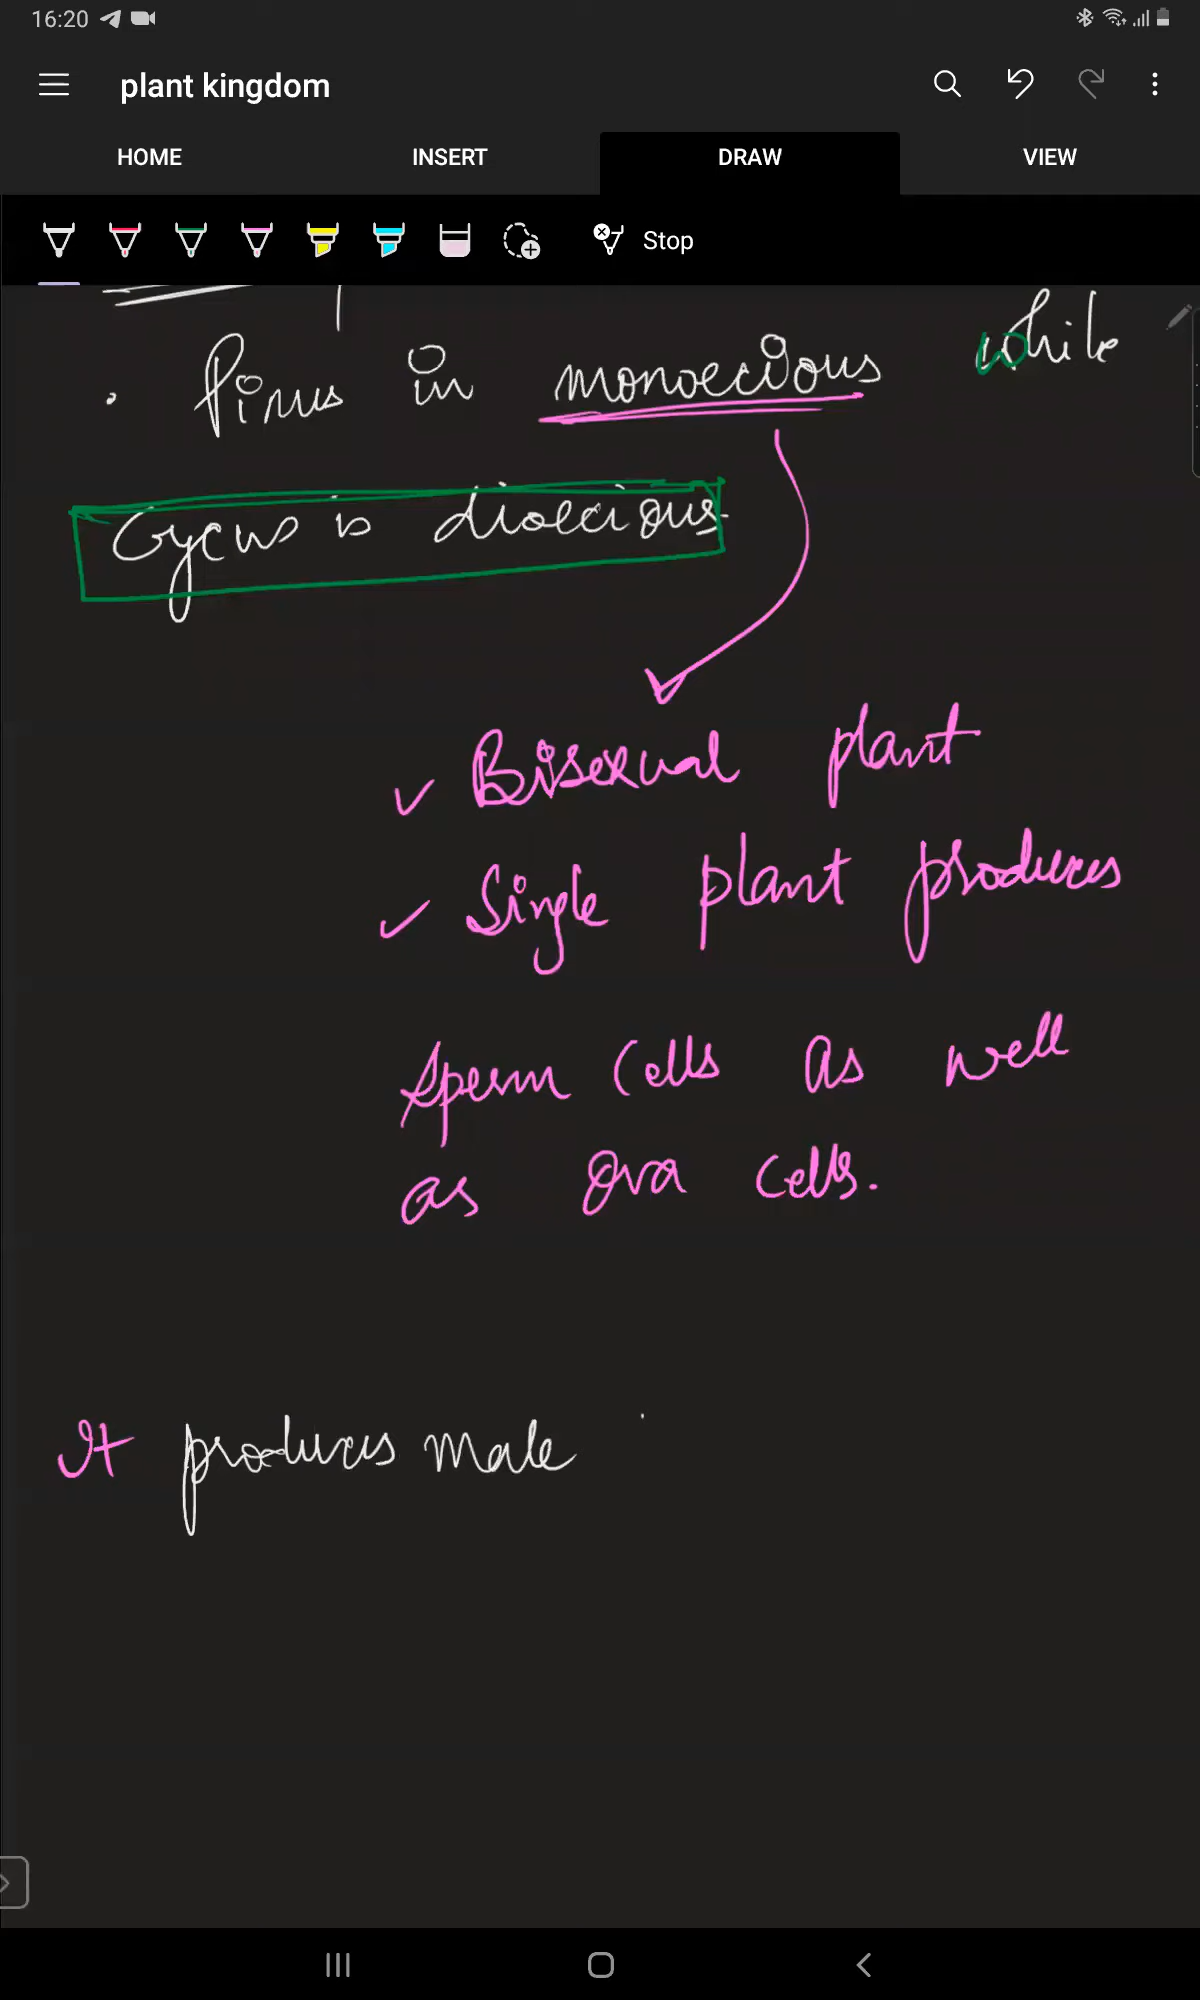 16:20
plant kingdom
HOME INSERT DRAW VIEW
Stop
. Pinus in monoecious while
Cycus is dioecious
Bisexual plant
Single plant produces
Sperm Cells as well
as Ova Cells.
It produces male